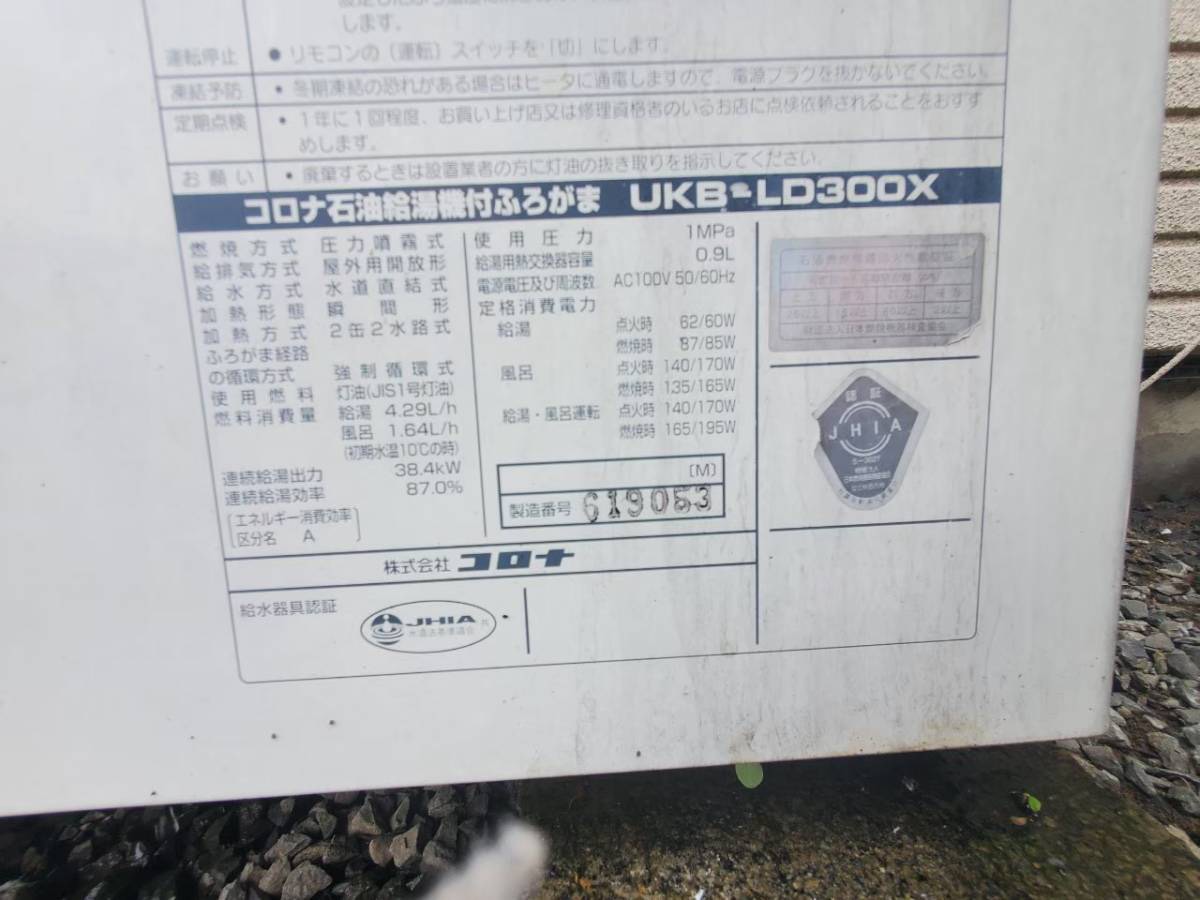 します。
運転停止 ● リモコンの〔運転〕スイッチを「切」にします。
凍結予防 • 冬期凍結の恐れがある場合はヒータに通電しますので、電源プラグを抜かないでください。
定期点検 • 1年に1回程度、お買い上げ店又は修理資格者のいるお店に点検依頼されることをおすす
めします。
お願い • 廃棄するときは設置業者の方に灯油の抜き取りを指示してください。
コロナ石油給湯機付ふろがま UKB-LD300X
燃焼方式 圧力噴霧式
給排気方式 屋外用開放形
給水方式 水道直結式
加熱形態 瞬間形
加熱方式 2缶2水路式
ふろがま経路
の循環方式 強制循環式
使用燃料 灯油(JIS1号灯油)
燃料消費量 給湯 4.29L/h
風呂 1.64L/h
(初期水温10℃の時)
連続給湯出力 38.4kW
連続給湯効率 87.0%
[エネルギー消費効率]
区分名 A
使用圧力 1MPa
給湯用熱交換器容量 0.9L
電源電圧及び周波数 AC100V 50/60Hz
定格消費電力
給湯 点火時 62/60W
燃焼時 87/85W
風呂 点火時 140/170W
燃焼時 135/165W
給湯・風呂運転 点火時 140/170W
燃焼時 165/195W
[M]
製造番号 619053
認証
JHIA
株式会社 コロナ
給水器具認証
JHIA